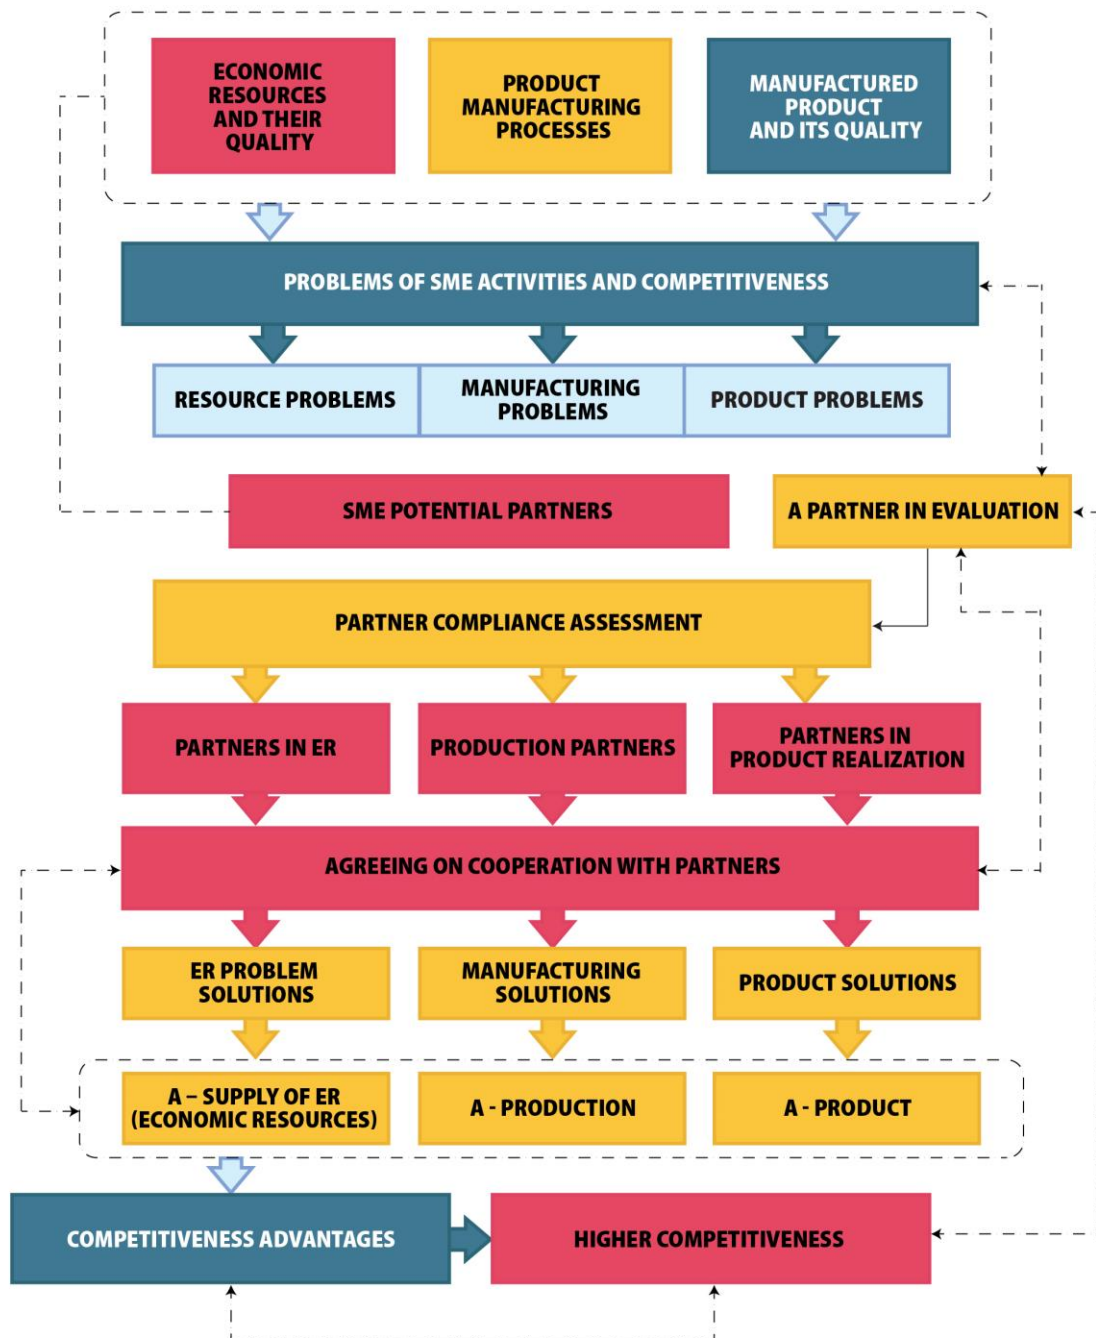 ECONOMIC
RESOURCES
AND THEIR
QUALITY
PRODUCT
MANUFACTURING
PROCESSES
MANUFACTURED
PRODUCT
AND ITS QUALITY
PROBLEMS OF SME ACTIVITIES AND COMPETITIVENESS
RESOURCE PROBLEMS
MANUFACTURING
PROBLEMS
PRODUCT PROBLEMS
SME POTENTIAL PARTNERS
A PARTNER IN EVALUATION
PARTNER COMPLIANCE ASSESSMENT
PARTNERS IN ER
PRODUCTION PARTNERS
PARTNERS IN
PRODUCT REALIZATION
AGREEING ON COOPERATION WITH PARTNERS
ER PROBLEM
SOLUTIONS
MANUFACTURING
SOLUTIONS
PRODUCT SOLUTIONS
A – SUPPLY OF ER
(ECONOMIC RESOURCES)
A - PRODUCTION
A - PRODUCT
COMPETITIVENESS ADVANTAGES
HIGHER COMPETITIVENESS